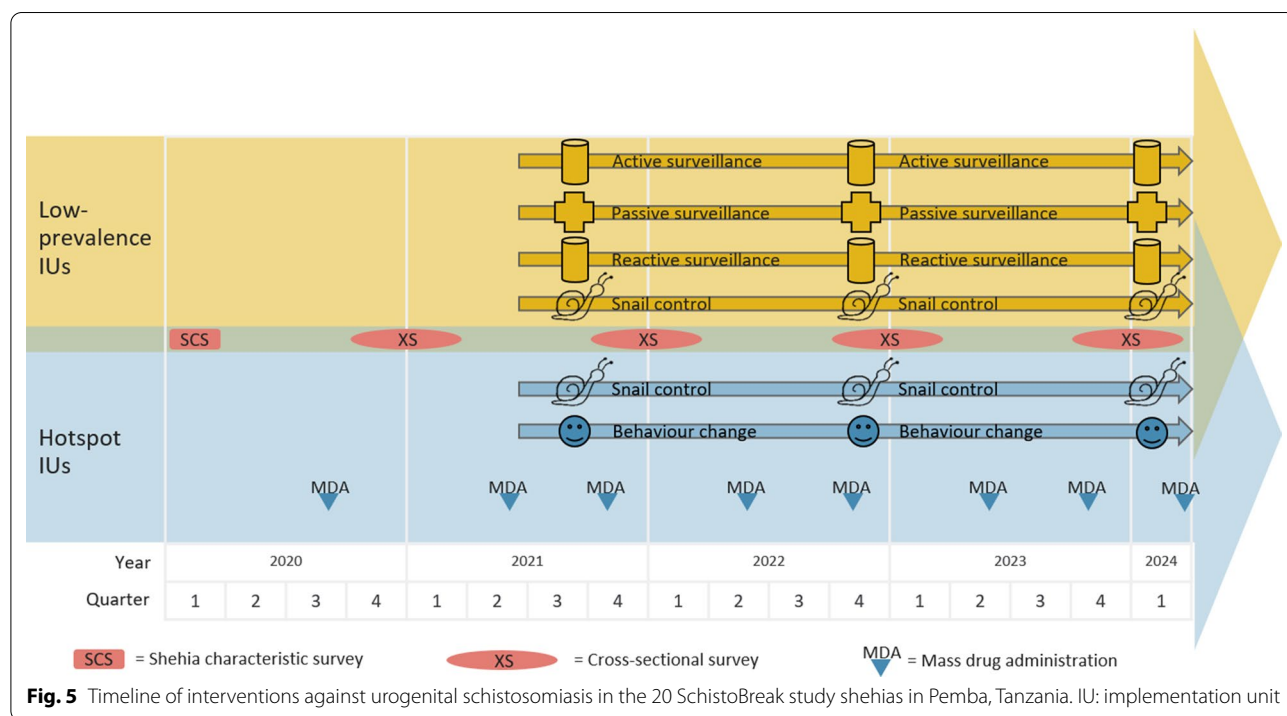 Low-
prevalence
IUs
Active surveillance Active surveillance
Passive surveillance Passive surveillance
Reactive surveillance Reactive surveillance
Snail control Snail control
SCS XS XS XS XS
Hotspot
IUs
Snail control Snail control
Behaviour change Behaviour change
MDA MDA MDA MDA MDA MDA MDA MDA
Year 2020 2021 2022 2023 2024
Quarter 1 2 3 4 1 2 3 4 1 2 3 4 1 2 3 4 1
SCS = Shehia characteristic survey XS = Cross-sectional survey MDA = Mass drug administration
Fig. 5 Timeline of interventions against urogenital schistosomiasis in the 20 SchistoBreak study shehias in Pemba, Tanzania. IU: implementation unit